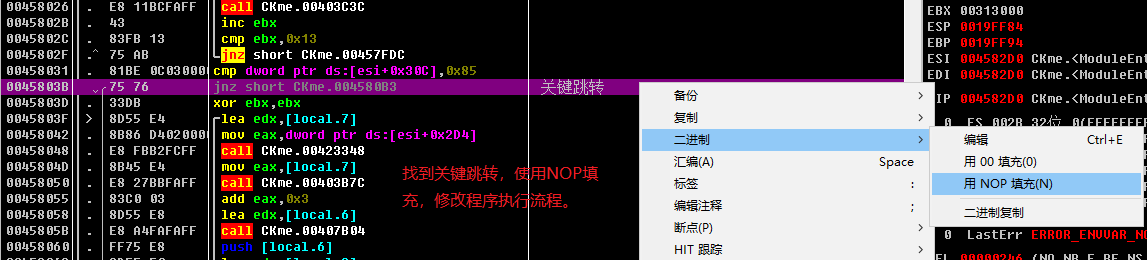 00458026 . E8 11BCFAFF call CKme.00403C3C
0045802B . 43 inc ebx
0045802C . 83FB 13 cmp ebx,0x13
0045802F .^ 75 AB jnz short CKme.00457FDC
00458031 . 81BE 0C03000 cmp dword ptr ds:[esi+0x30C],0x85
0045803B 75 76 jnz short CKme.004580B3 关键跳转
0045803D . 33DB xor ebx,ebx
0045803F > 8D55 E4 lea edx,[local.7]
00458042 . 8B86 D402000 mov eax,dword ptr ds:[esi+0x2D4]
00458048 . E8 FBB2FCFF call CKme.00423348
0045804D . 8B45 E4 mov eax,[local.7]
00458050 . E8 27BBFAFF call CKme.00403B7C
00458055 . 83C0 03 add eax,0x3
00458058 . 8D55 E8 lea edx,[local.6]
0045805B . E8 A4FAFAFF call CKme.00407B04
00458060 . FF75 E8 push [local.6]
找到关键跳转，使用NOP填
充，修改程序执行流程。
备份 >
复制 >
二进制 >
汇编(A) Space
标签 :
编辑注释 ;
断点(P) >
HIT 跟踪 >
编辑 Ctrl+E
用 00 填充(0)
用 NOP 填充(N)
二进制复制
EBX 00313000
ESP 0019FF84
EBP 0019FF94
ESI 004582D0 CKme.<ModuleEnt
EDI 004582D0 CKme.<ModuleEnt
IP 004582D0 CKme.<ModuleEntr
0 ES 002B 32位 0(FFFFFFFF
0 LastErr ERROR_ENVVAR_NO